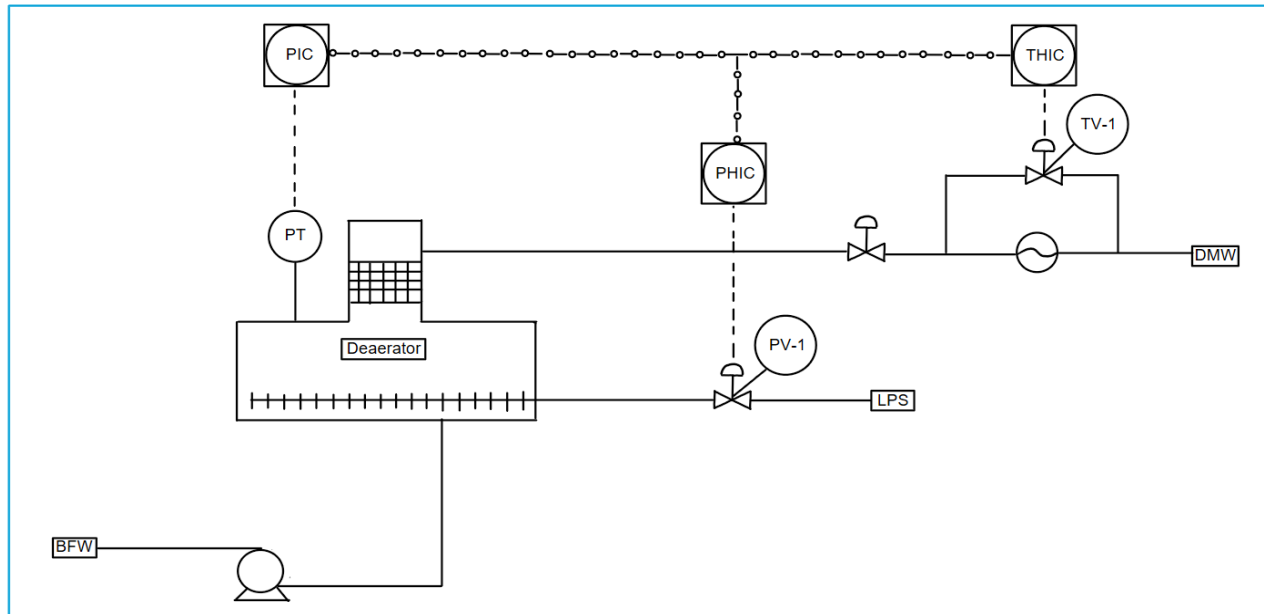 PIC
THIC
TV-1
PHIC
PT
DMW
Deaerator
PV-1
LPS
BFW